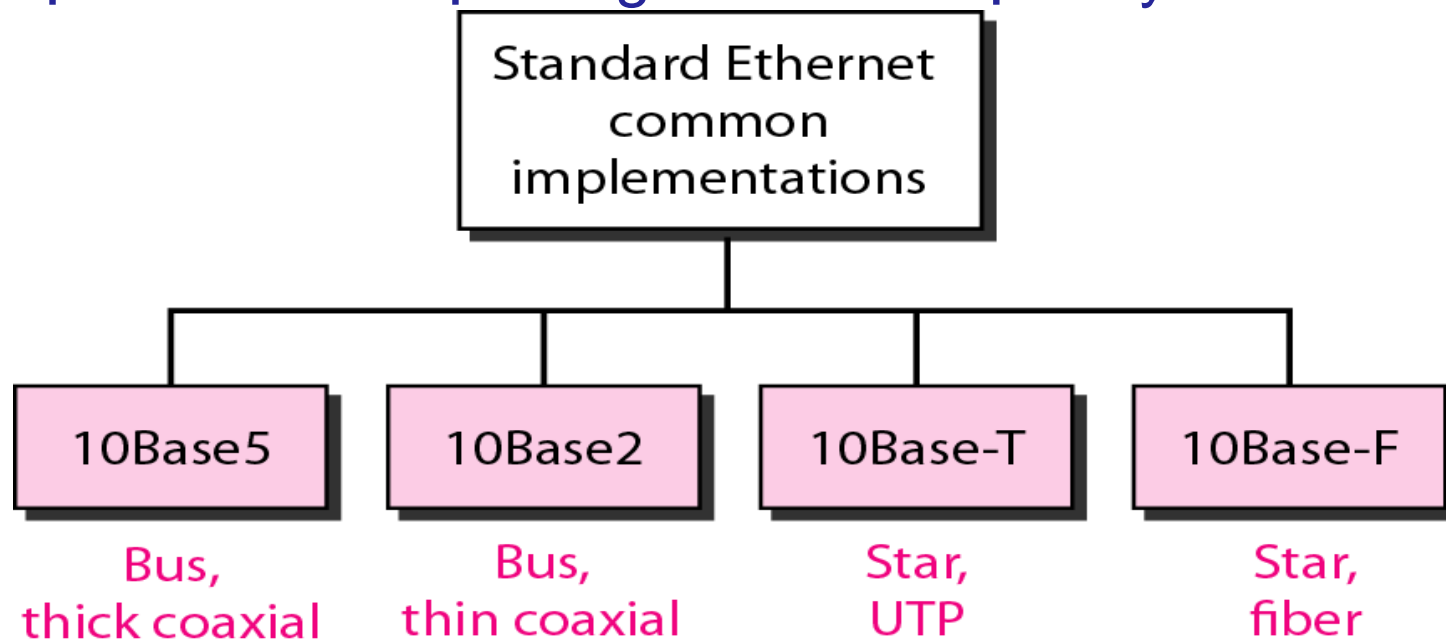 Standard Ethernet
common
implementations
10Base5
10Base2
10Base-T
10Base-F
Bus,
thick coaxial
Bus,
thin coaxial
Star,
UTP
Star,
fiber